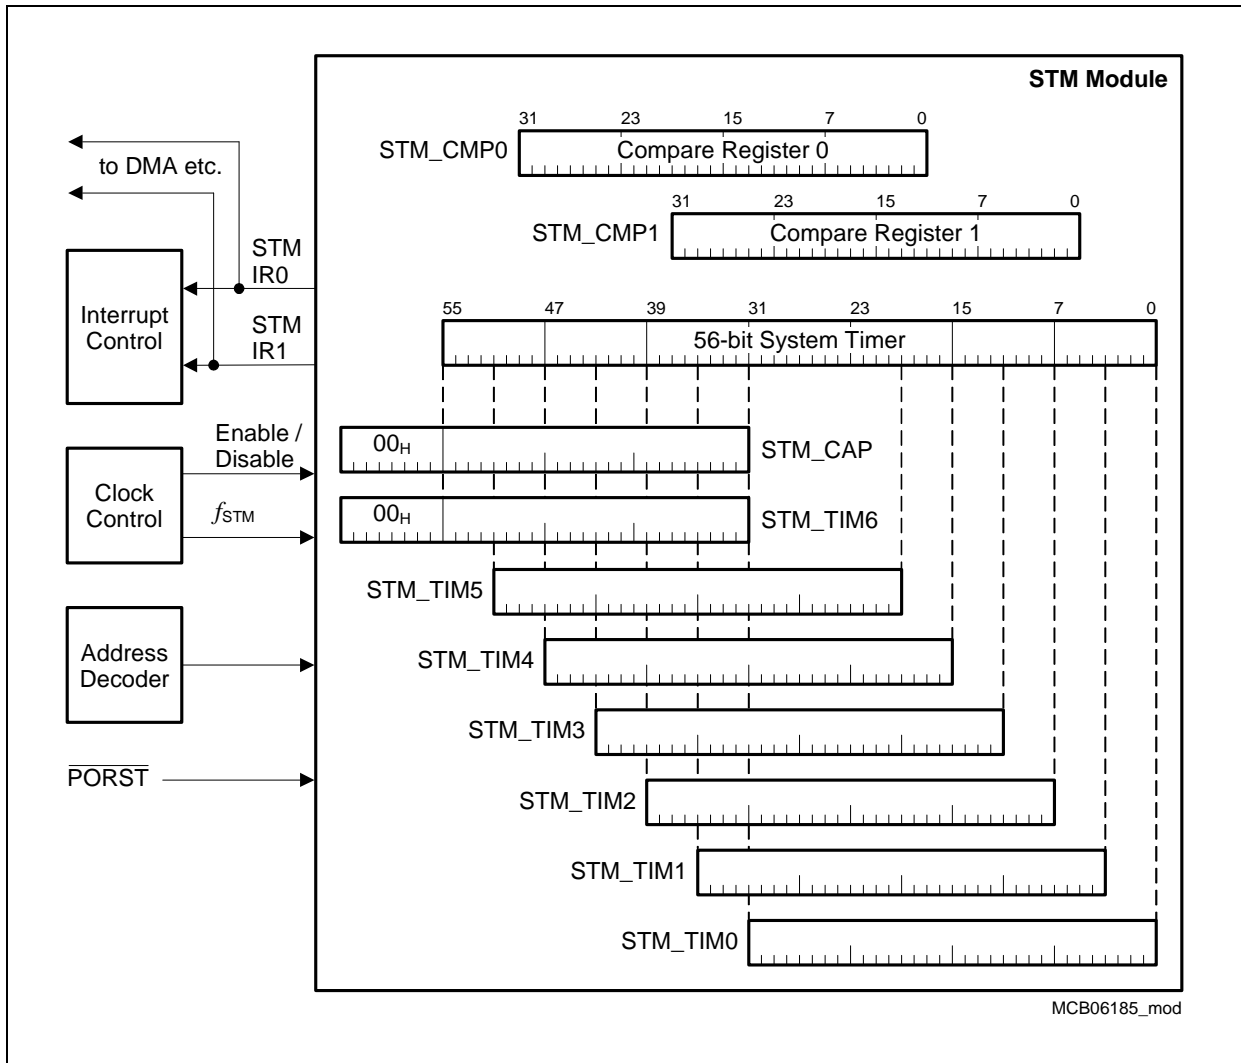 STM Module
31 23 15 7 0
STM_CMP0 Compare Register 0
to DMA etc.
31 23 15 7 0
STM_CMP1 Compare Register 1
STM
IR0
Interrupt
Control
STM
IR1
55 47 39 31 23 15 7 0
56-bit System Timer
Enable /
Disable
00H STM_CAP
Clock
Control
fSTM
00H STM_TIM6
STM_TIM5
Address
Decoder
STM_TIM4
STM_TIM3
PORST
STM_TIM2
STM_TIM1
STM_TIM0
MCB06185_mod